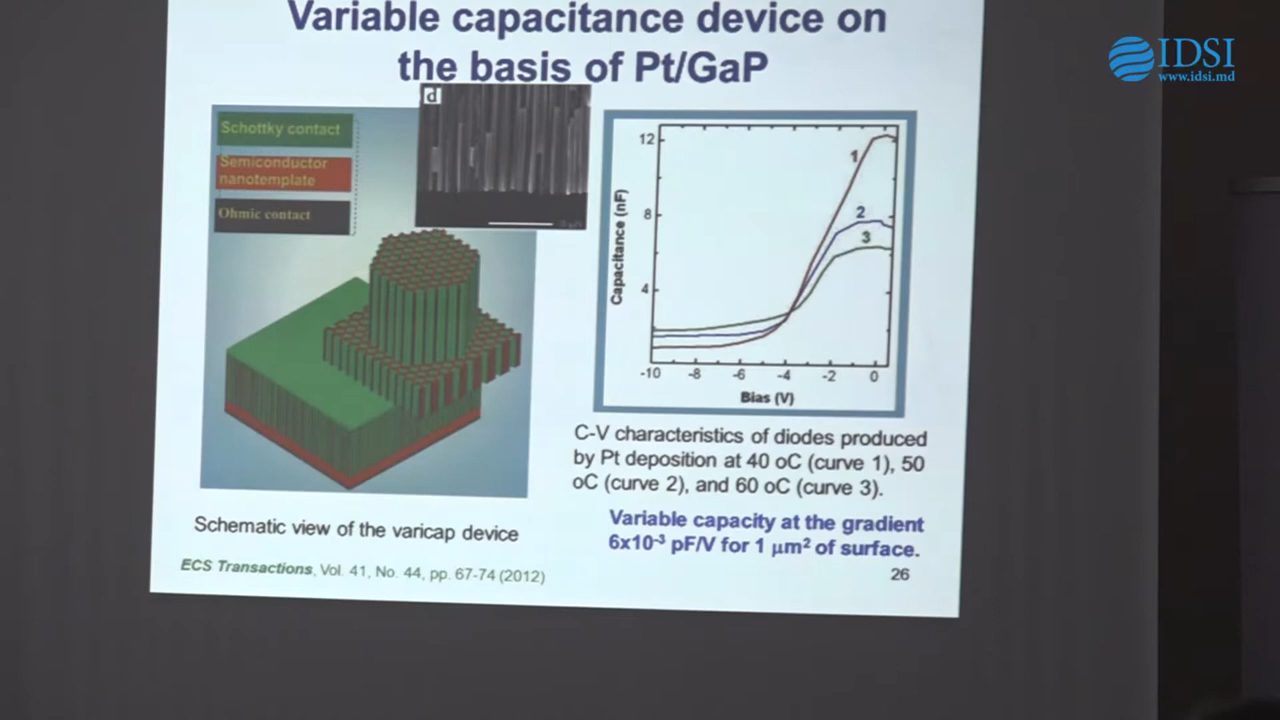 Variable capacitance device on
the basis of Pt/GaP
IDSI
www.idsi.md
Schottky contact
Semiconductor
nanotemplate
Ohmic contact
d
12
8
4
Capacitance (nF)
1
2
3
-10 -8 -6 -4 -2 0
Bias (V)
C-V characteristics of diodes produced
by Pt deposition at 40 oC (curve 1), 50
oC (curve 2), and 60 oC (curve 3).
Variable capacity at the gradient
6x10⁻³ pF/V for 1 μm² of surface.
Schematic view of the varicap device
ECS Transactions, Vol. 41, No. 44, pp. 67-74 (2012)
26